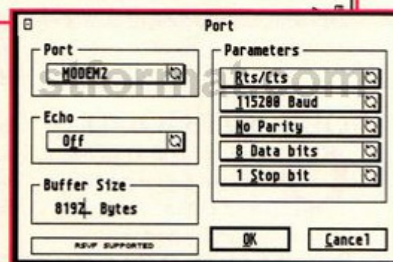 Port
Port
MODEM2
Echo
Off
Buffer Size
8192 Bytes
RSVF SUPPORTED
Parameters
Rts/Cts
115200 Baud
No Parity
8 Data bits
1 Stop bit
OK
Cancel
stformat.com